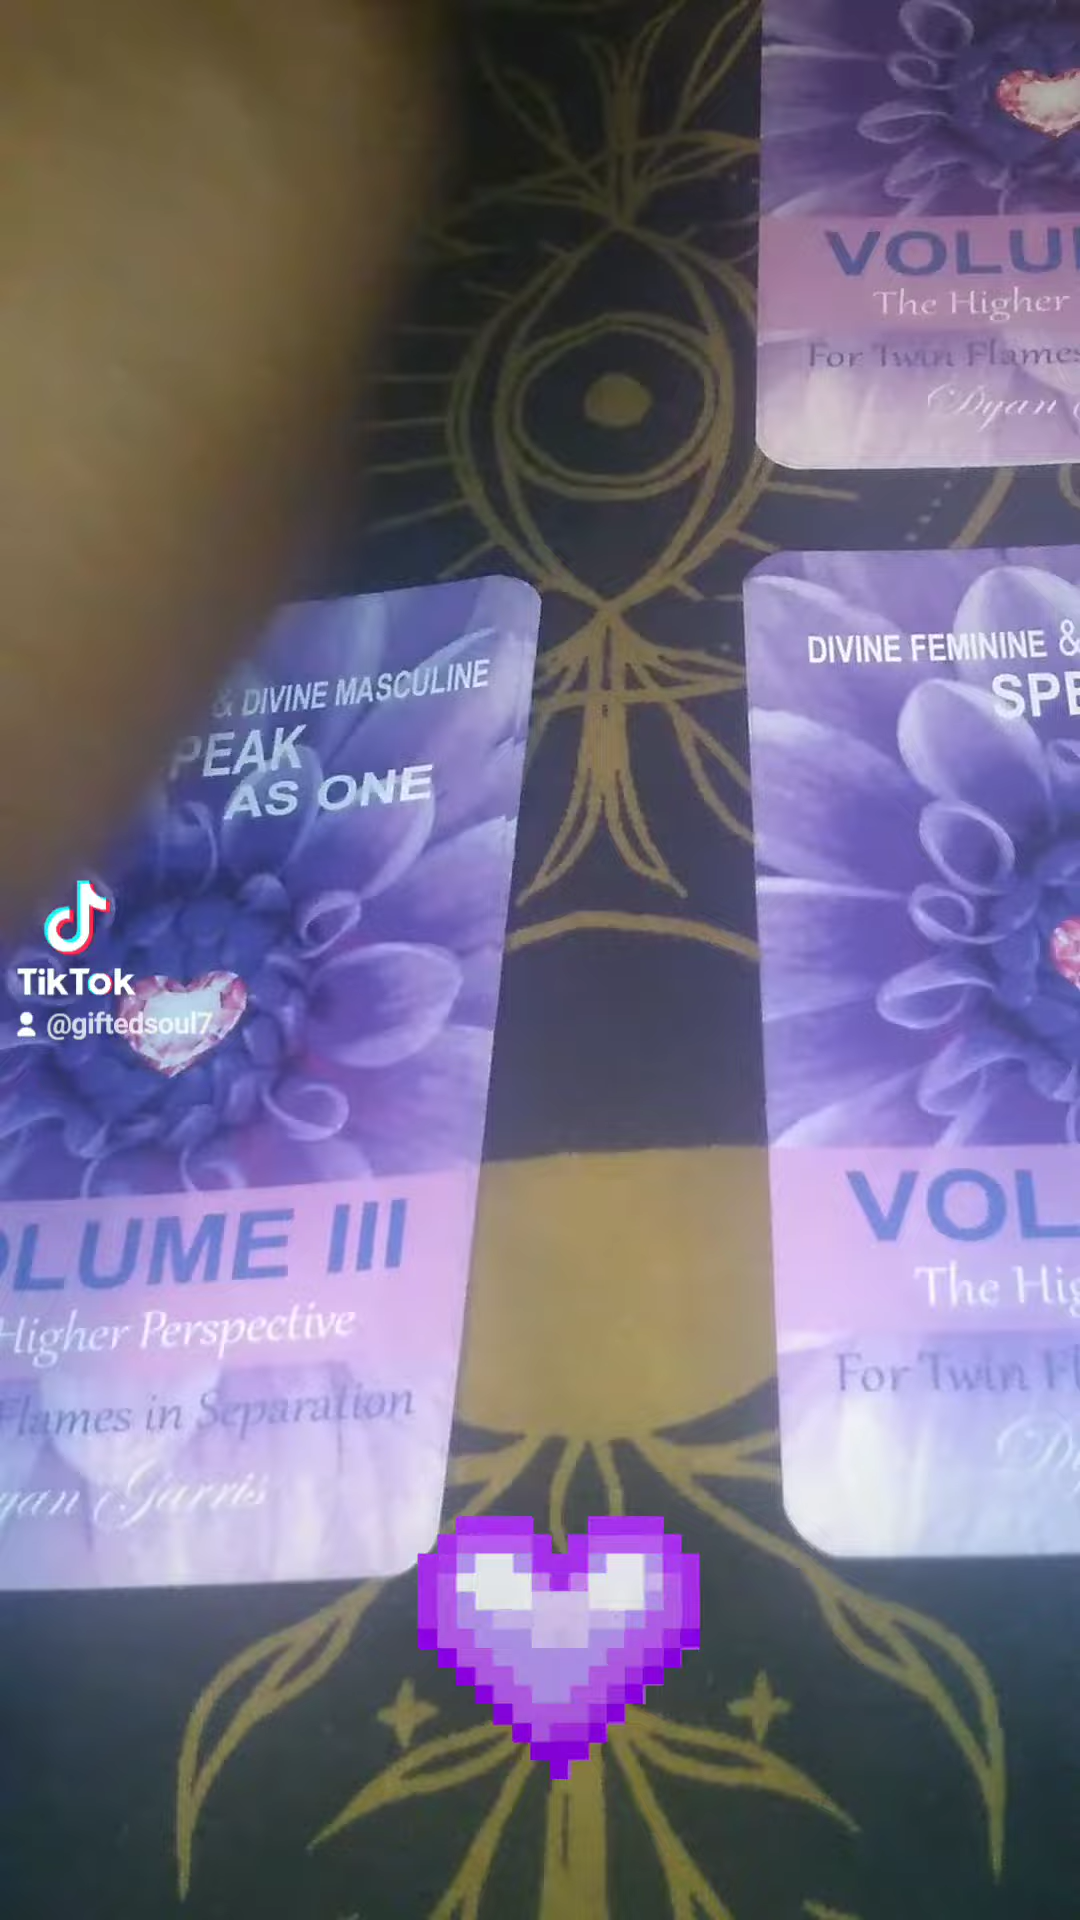 VOLU
The Higher
For Twin Flames
Dyan
& DIVINE MASCULINE
PEAK
AS ONE
OLUME III
Higher Perspective
Flames in Separation
yan Garris
DIVINE FEMININE &
SPE
VOL
The Hig
For Twin Fl
TikTok
@giftedsoul7